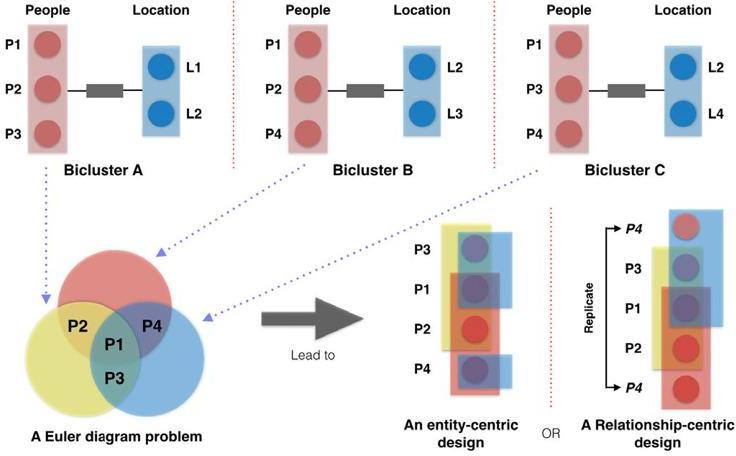 People Location
P1
P2
P3
L1
L2
Bicluster A
People Location
P1
P2
P4
L2
L3
Bicluster B
People Location
P1
P3
P4
L2
L4
Bicluster C
P2 P4
P1
P3
A Euler diagram problem
Lead to
P3
P1
P2
P4
An entity-centric
design
OR
Replicate
P4
P3
P1
P2
P4
A Relationship-centric
design